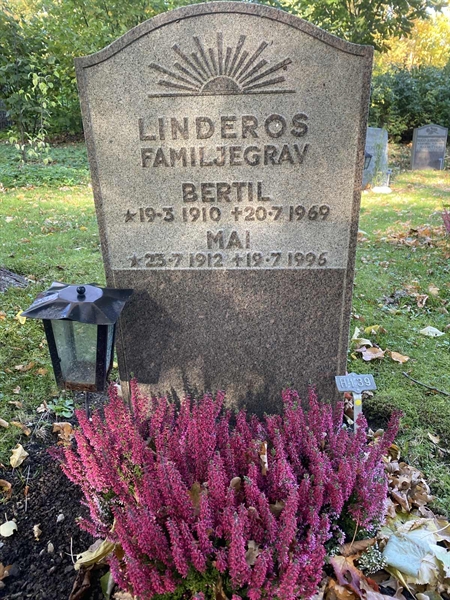 LINDEROS
FAMILJEGRAV
BERTIL
*19-3 1910 +20-7 1969
MAI
*23-7 1912 +19-7 1996